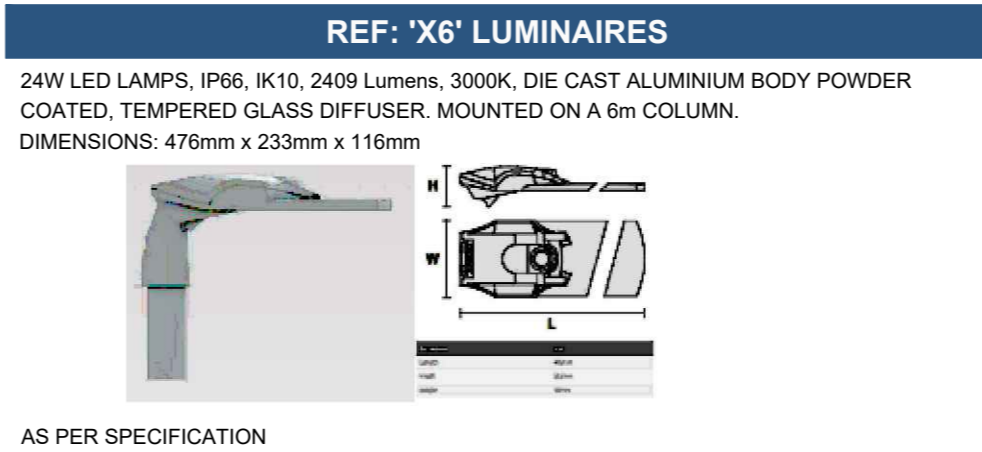 REF: 'X6' LUMINAIRES
24W LED LAMPS, IP66, IK10, 2409 Lumens, 3000K, DIE CAST ALUMINIUM BODY POWDER
COATED, TEMPERED GLASS DIFFUSER. MOUNTED ON A 6m COLUMN.
DIMENSIONS: 476mm x 233mm x 116mm
H
W
L
AS PER SPECIFICATION